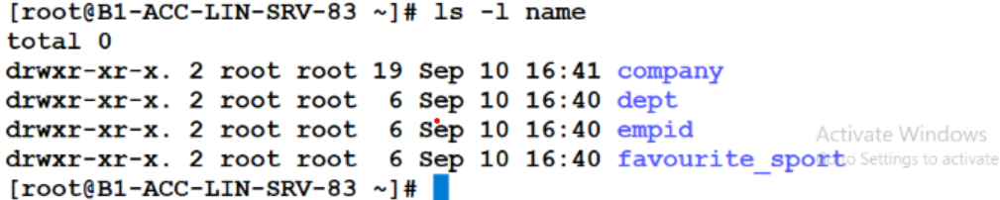 [root@B1-ACC-LIN-SRV-83 ~]# ls -l name
total 0
drwxr-xr-x. 2 root root 19 Sep 10 16:41 company
drwxr-xr-x. 2 root root  6 Sep 10 16:40 dept
drwxr-xr-x. 2 root root  6 Sep 10 16:40 empid
Activate Windows
drwxr-xr-x. 2 root root  6 Sep 10 16:40 favourite_sport
to Settings to activate
[root@B1-ACC-LIN-SRV-83 ~]#